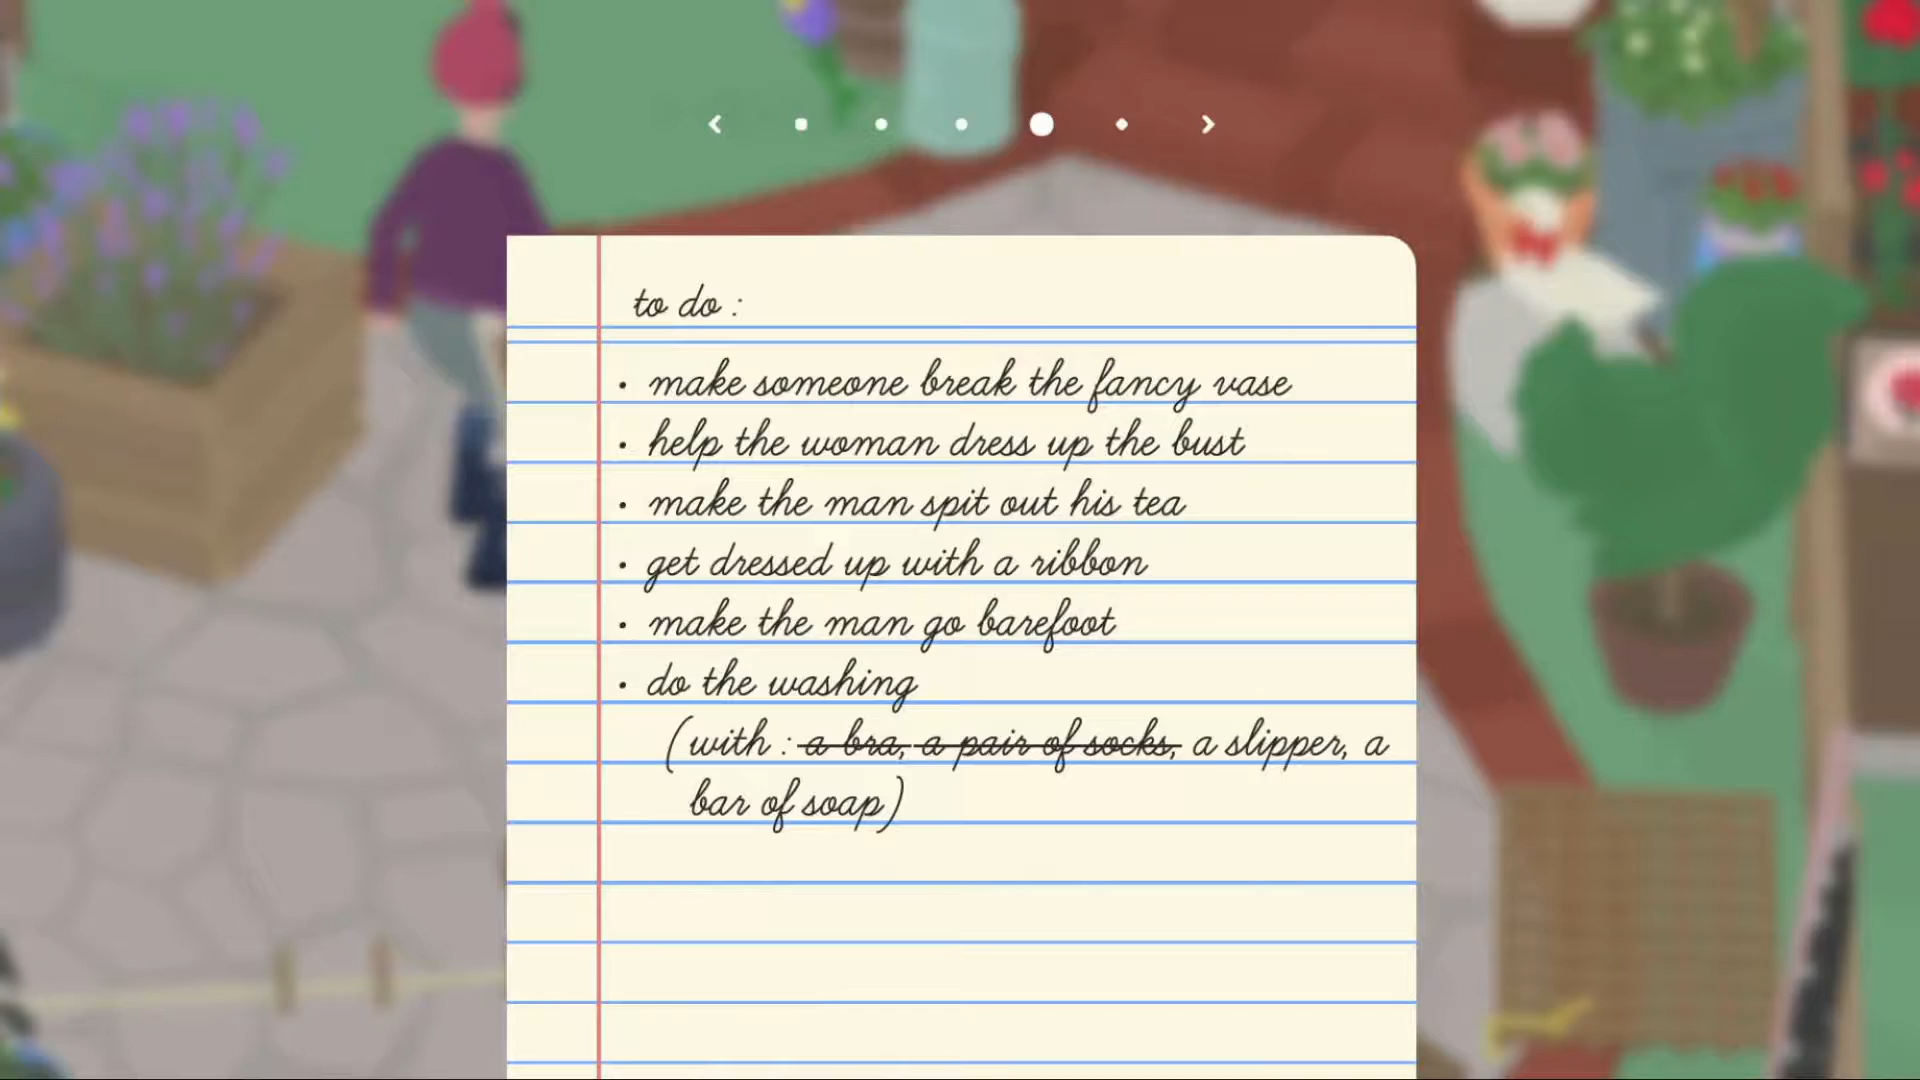 to do :
• make someone break the fancy vase
• help the woman dress up the bust
• make the man spit out his tea
• get dressed up with a ribbon
• make the man go barefoot
• do the washing
(with : a bra, a pair of socks, a slipper, a
bar of soap)